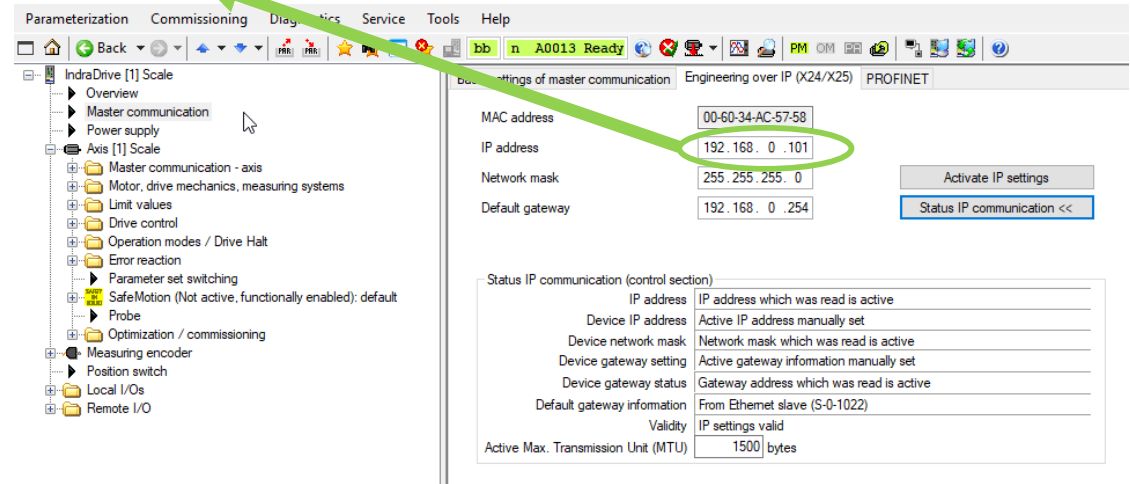 Parameterization Commissioning Diagnostics Service Tools Help
Back PAR PAR bb n A0013 Ready PM OM
IndraDrive [1] Scale
Overview
Master communication
Power supply
Axis [1] Scale
Master communication - axis
Motor, drive mechanics, measuring systems
Limit values
Drive control
Operation modes / Drive Halt
Error reaction
Parameter set switching
SafeMotion (Not active, functionally enabled): default
Probe
Optimization / commissioning
Measuring encoder
Position switch
Local I/Os
Remote I/O
settings of master communication Engineering over IP (X24/X25) PROFINET
MAC address 00-60-34-AC-57-58
IP address 192.168. 0 .101
Network mask 255.255.255. 0 Activate IP settings
Default gateway 192.168. 0 .254 Status IP communication <<
Status IP communication (control section)
IP address IP address which was read is active
Device IP address Active IP address manually set
Device network mask Network mask which was read is active
Device gateway setting Active gateway information manually set
Device gateway status Gateway address which was read is active
Default gateway information From Ethernet slave (S-0-1022)
Validity IP settings valid
Active Max. Transmission Unit (MTU) 1500 bytes